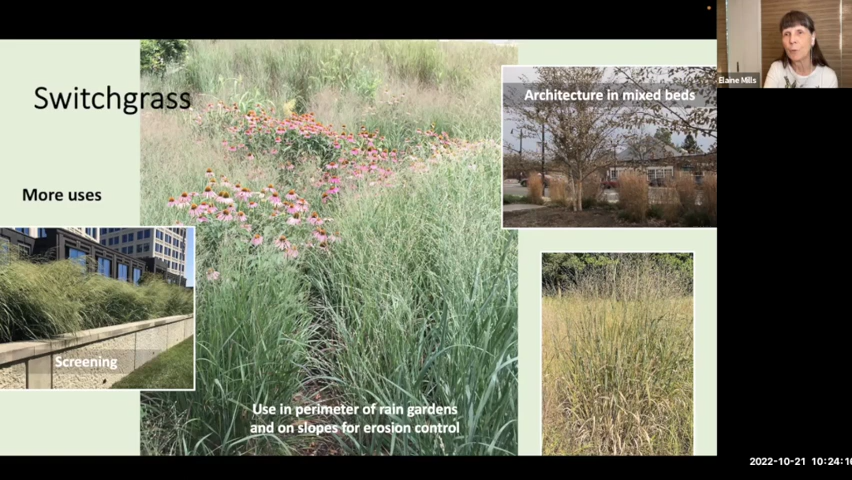 Elaine Mills
Switchgrass
Architecture in mixed beds
More uses
Screening
Use in perimeter of rain gardens
and on slopes for erosion control
2022-10-21 10:24:16